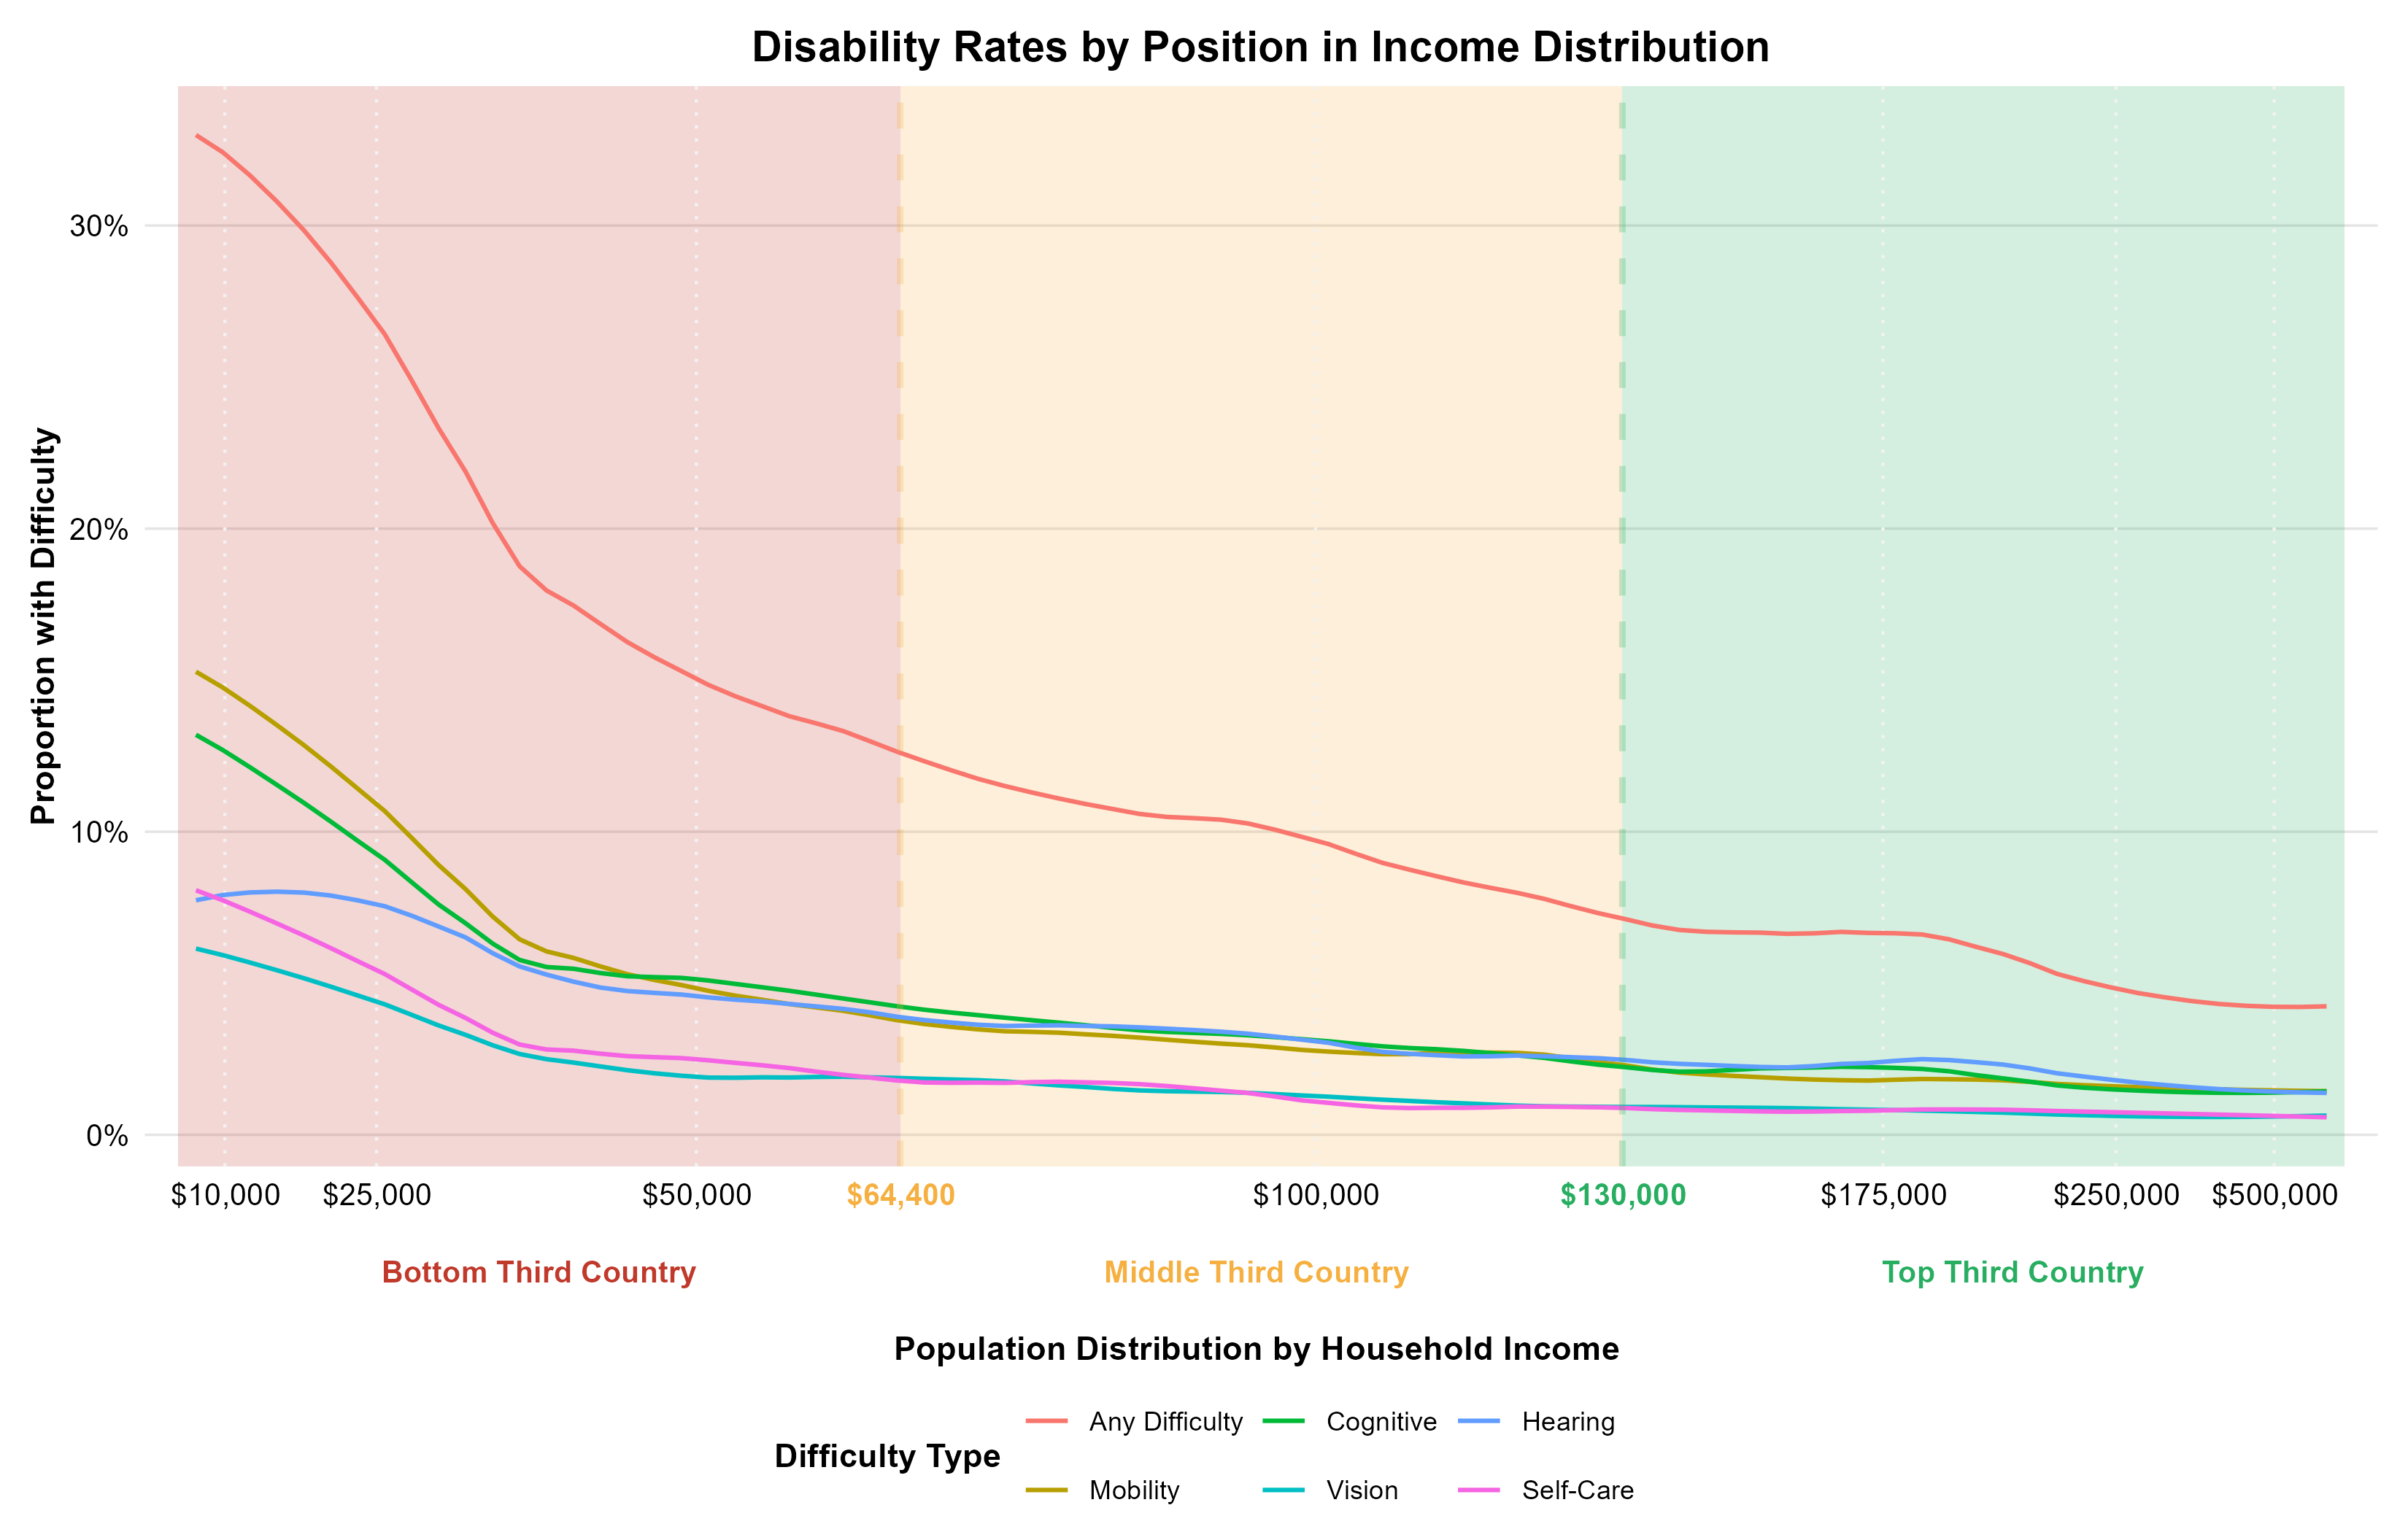 Disability Rates by Position in Income Distribution
Proportion with Difficulty
30%
20%
10%
0%
$10,000 $25,000 $50,000 $64,400 $100,000 $130,000 $175,000 $250,000 $500,000
Bottom Third Country Middle Third Country Top Third Country
Population Distribution by Household Income
Difficulty Type
Any Difficulty Cognitive Hearing
Mobility Vision Self-Care